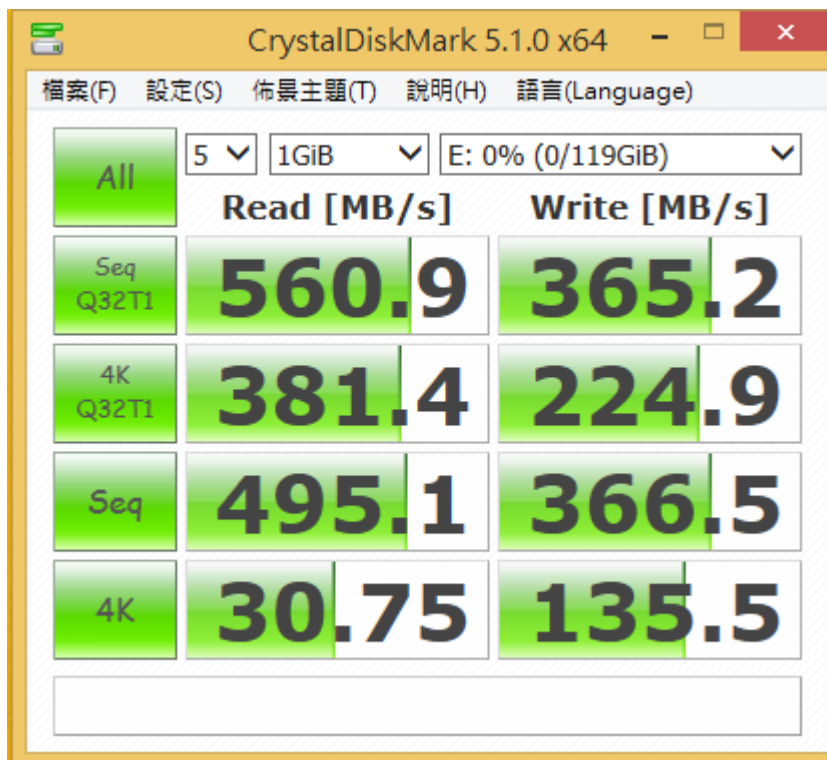 CrystalDiskMark 5.1.0 x64
檔案(F) 設定(S) 佈景主題(T) 說明(H) 語言(Language)
All 5 1GiB E: 0% (0/119GiB)
Read [MB/s] Write [MB/s]
Seq Q32T1 560.9 365.2
4K Q32T1 381.4 224.9
Seq 495.1 366.5
4K 30.75 135.5